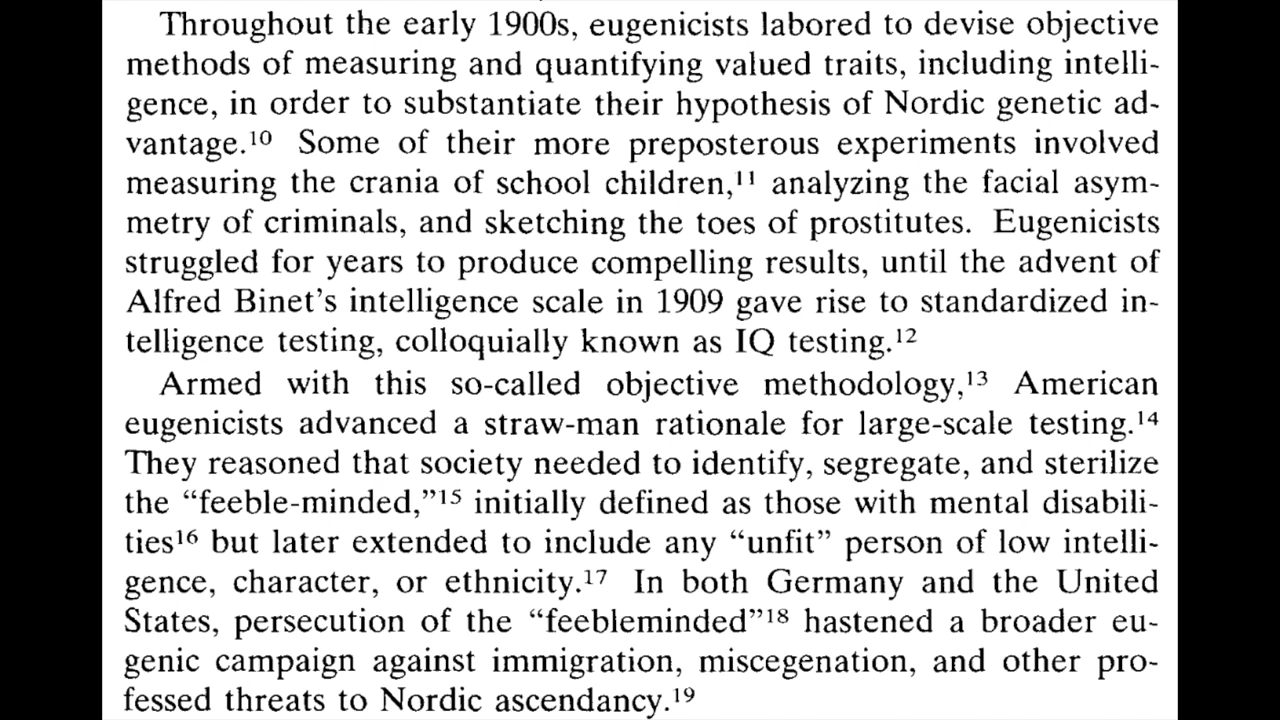 Throughout the early 1900s, eugenicists labored to devise objective
methods of measuring and quantifying valued traits, including intelli-
gence, in order to substantiate their hypothesis of Nordic genetic ad-
vantage.¹⁰ Some of their more preposterous experiments involved
measuring the crania of school children,¹¹ analyzing the facial asym-
metry of criminals, and sketching the toes of prostitutes. Eugenicists
struggled for years to produce compelling results, until the advent of
Alfred Binet's intelligence scale in 1909 gave rise to standardized in-
telligence testing, colloquially known as IQ testing.¹²
Armed with this so-called objective methodology,¹³ American
eugenicists advanced a straw-man rationale for large-scale testing.¹⁴
They reasoned that society needed to identify, segregate, and sterilize
the “feeble-minded,”¹⁵ initially defined as those with mental disabili-
ties¹⁶ but later extended to include any “unfit” person of low intelli-
gence, character, or ethnicity.¹⁷ In both Germany and the United
States, persecution of the “feebleminded”¹⁸ hastened a broader eu-
genic campaign against immigration, miscegenation, and other pro-
fessed threats to Nordic ascendancy.¹⁹